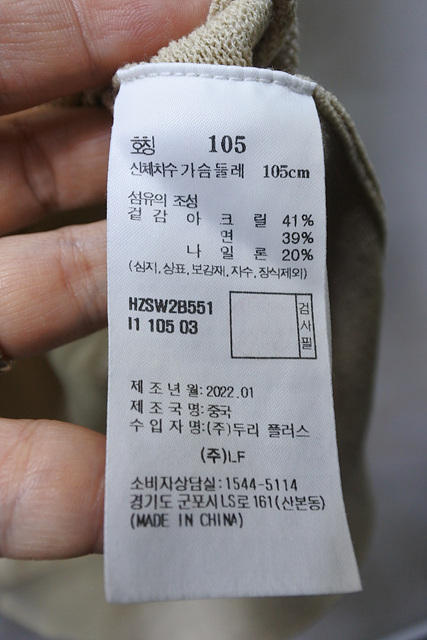 호칭 105
신체치수 가슴둘레 105cm
섬유의 조성
겉감 아크릴 41%
면 39%
나일론 20%
(심지, 상표, 보강재, 자수, 장식제외)
HZSW2B551
I1 105 03
검사필
제조년월:2022.01
제조국명:중국
수입자명:(주)두리 플러스
(주)LF
소비자상담실:1544-5114
경기도 군포시LS로 161(산본동)
(MADE IN CHINA)